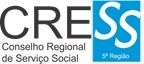 CRESS
Conselho Regional
de Serviço Social
5ª Região